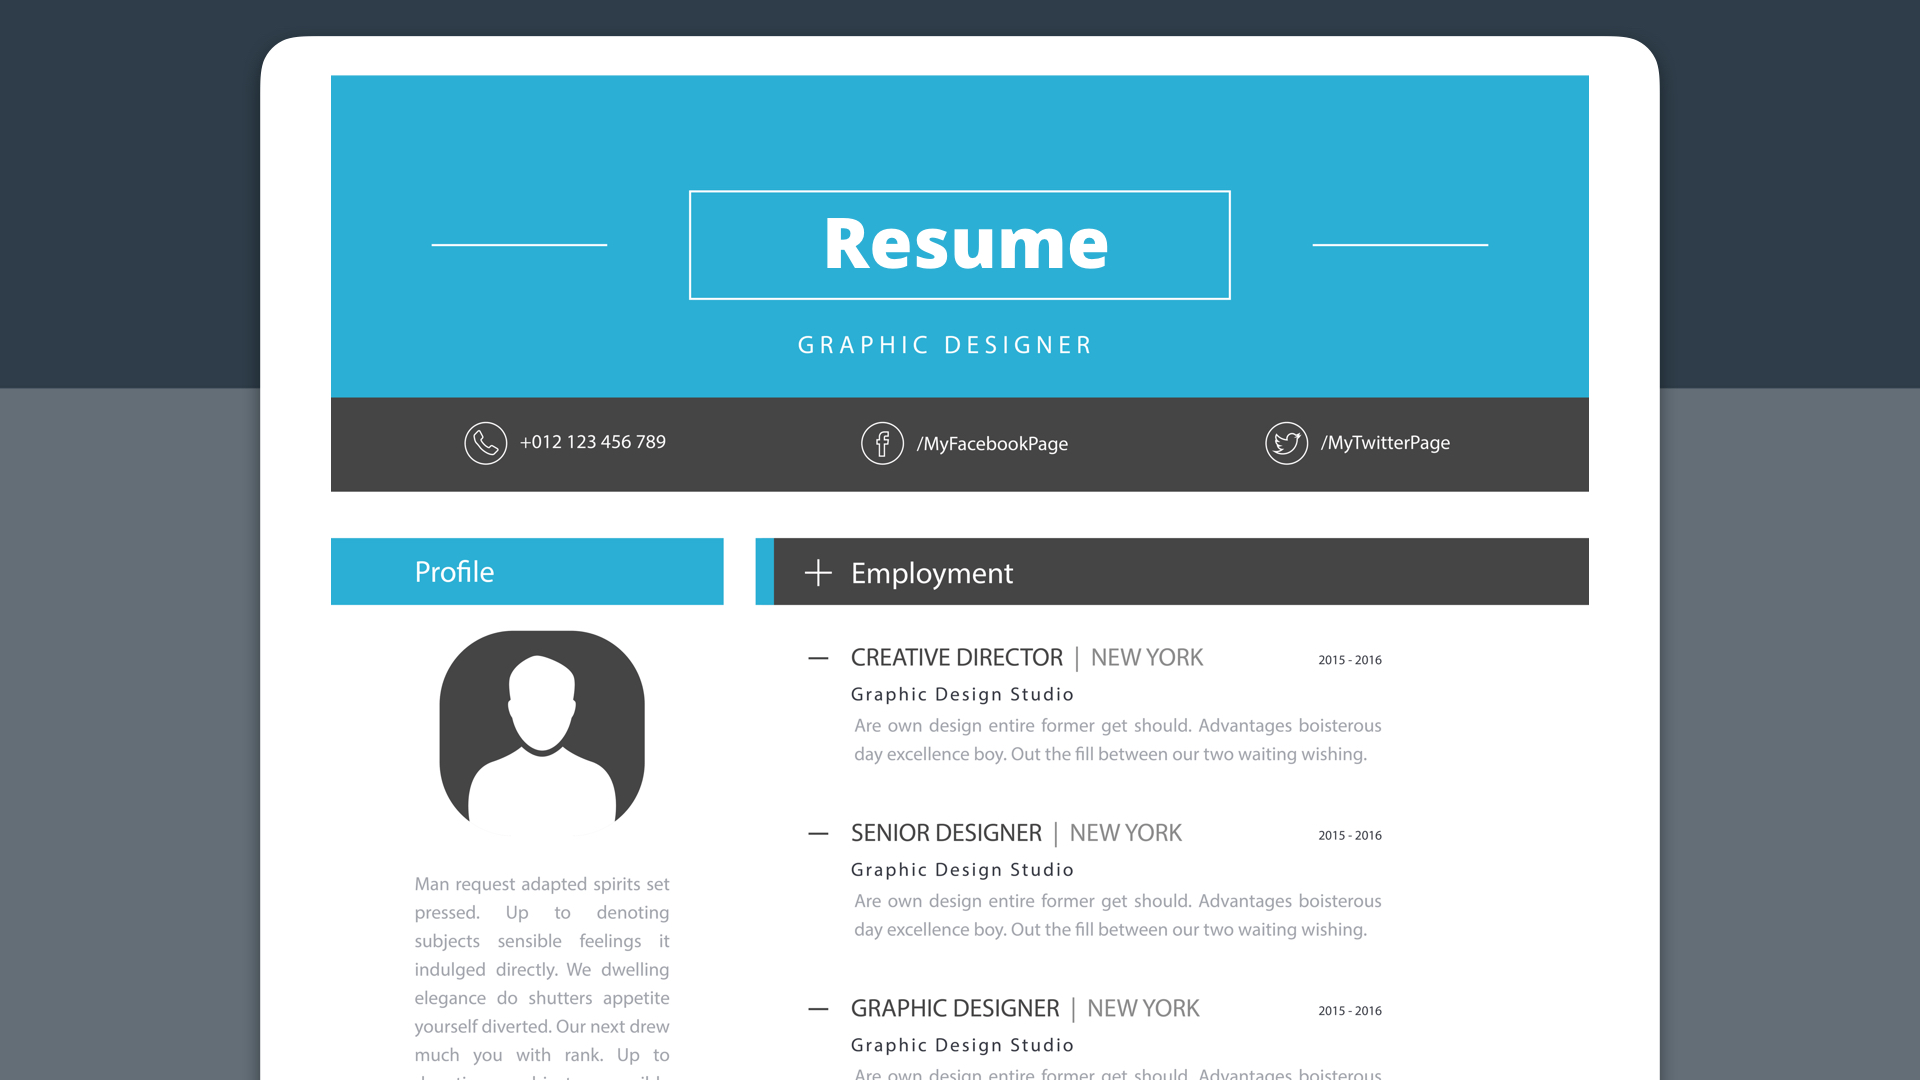 Resume
GRAPHIC DESIGNER
+012 123 456 789
/MyFacebookPage
/MyTwitterPage
Profile
Man request adapted spirits set
pressed. Up to denoting
subjects sensible feelings it
indulged directly. We dwelling
elegance do shutters appetite
yourself diverted. Our next drew
much you with rank. Up to
Employment
CREATIVE DIRECTOR | NEW YORK 2015 - 2016
Graphic Design Studio
Are own design entire former get should. Advantages boisterous
day excellence boy. Out the fill between our two waiting wishing.
SENIOR DESIGNER | NEW YORK 2015 - 2016
Graphic Design Studio
Are own design entire former get should. Advantages boisterous
day excellence boy. Out the fill between our two waiting wishing.
GRAPHIC DESIGNER | NEW YORK 2015 - 2016
Graphic Design Studio
Are own design entire former get should. Advantages boisterous